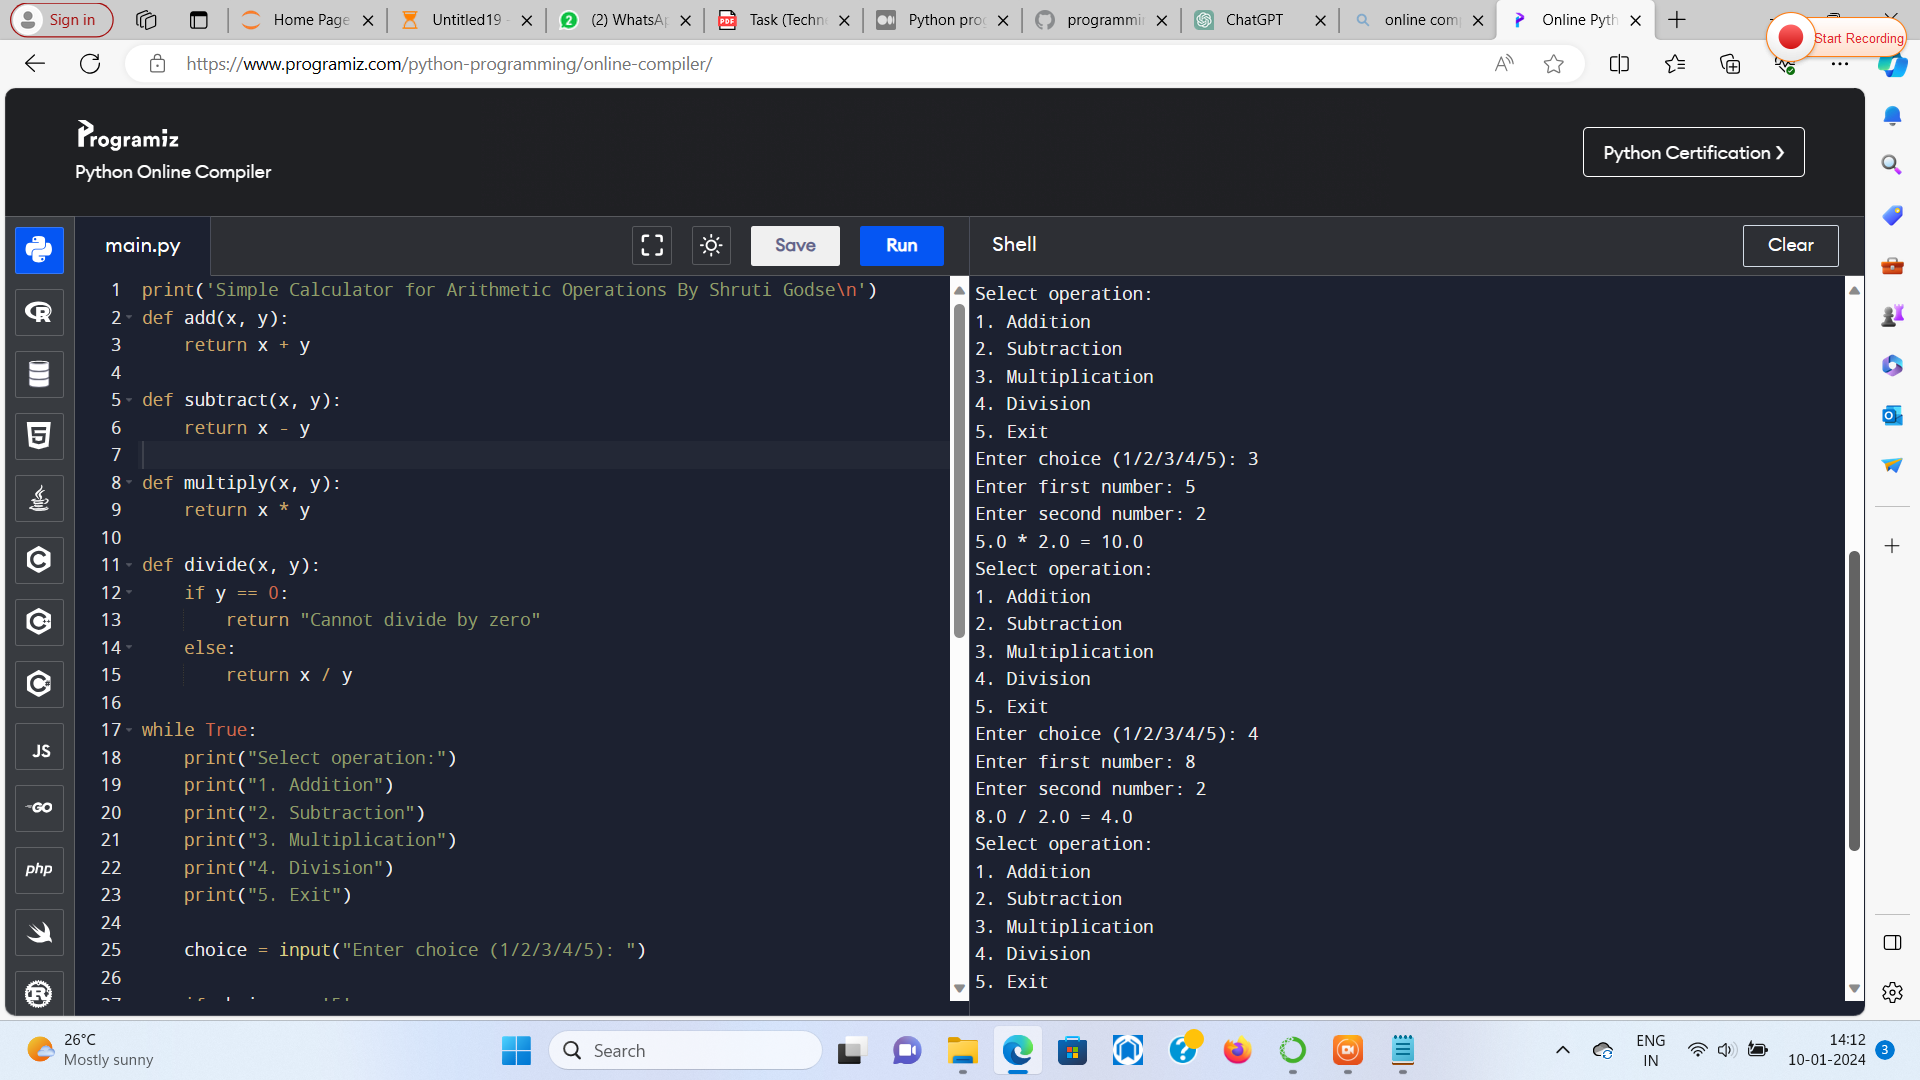 Sign in
Home Page
Untitled19 -
(2) WhatsAp
Task (Techn
Python prog
programmin
ChatGPT
online comp
Online Pyth
Start Recording
https://www.programiz.com/python-programming/online-compiler/
Programiz
Python Online Compiler
Python Certification ❯
main.py
Save
Run
Shell
Clear
1 print('Simple Calculator for Arithmetic Operations By Shruti Godse\n')
2 def add(x, y):
3     return x + y
4
5 def subtract(x, y):
6     return x - y
7
8 def multiply(x, y):
9     return x * y
10
11 def divide(x, y):
12     if y == 0:
13         return "Cannot divide by zero"
14     else:
15         return x / y
16
17 while True:
18     print("Select operation:")
19     print("1. Addition")
20     print("2. Subtraction")
21     print("3. Multiplication")
22     print("4. Division")
23     print("5. Exit")
24
25     choice = input("Enter choice (1/2/3/4/5): ")
26
Select operation:
1. Addition
2. Subtraction
3. Multiplication
4. Division
5. Exit
Enter choice (1/2/3/4/5): 3
Enter first number: 5
Enter second number: 2
5.0 * 2.0 = 10.0
Select operation:
1. Addition
2. Subtraction
3. Multiplication
4. Division
5. Exit
Enter choice (1/2/3/4/5): 4
Enter first number: 8
Enter second number: 2
8.0 / 2.0 = 4.0
Select operation:
1. Addition
2. Subtraction
3. Multiplication
4. Division
5. Exit
JS
GO
php
26°C
Mostly sunny
Search
ENG
IN
14:12
10-01-2024
3